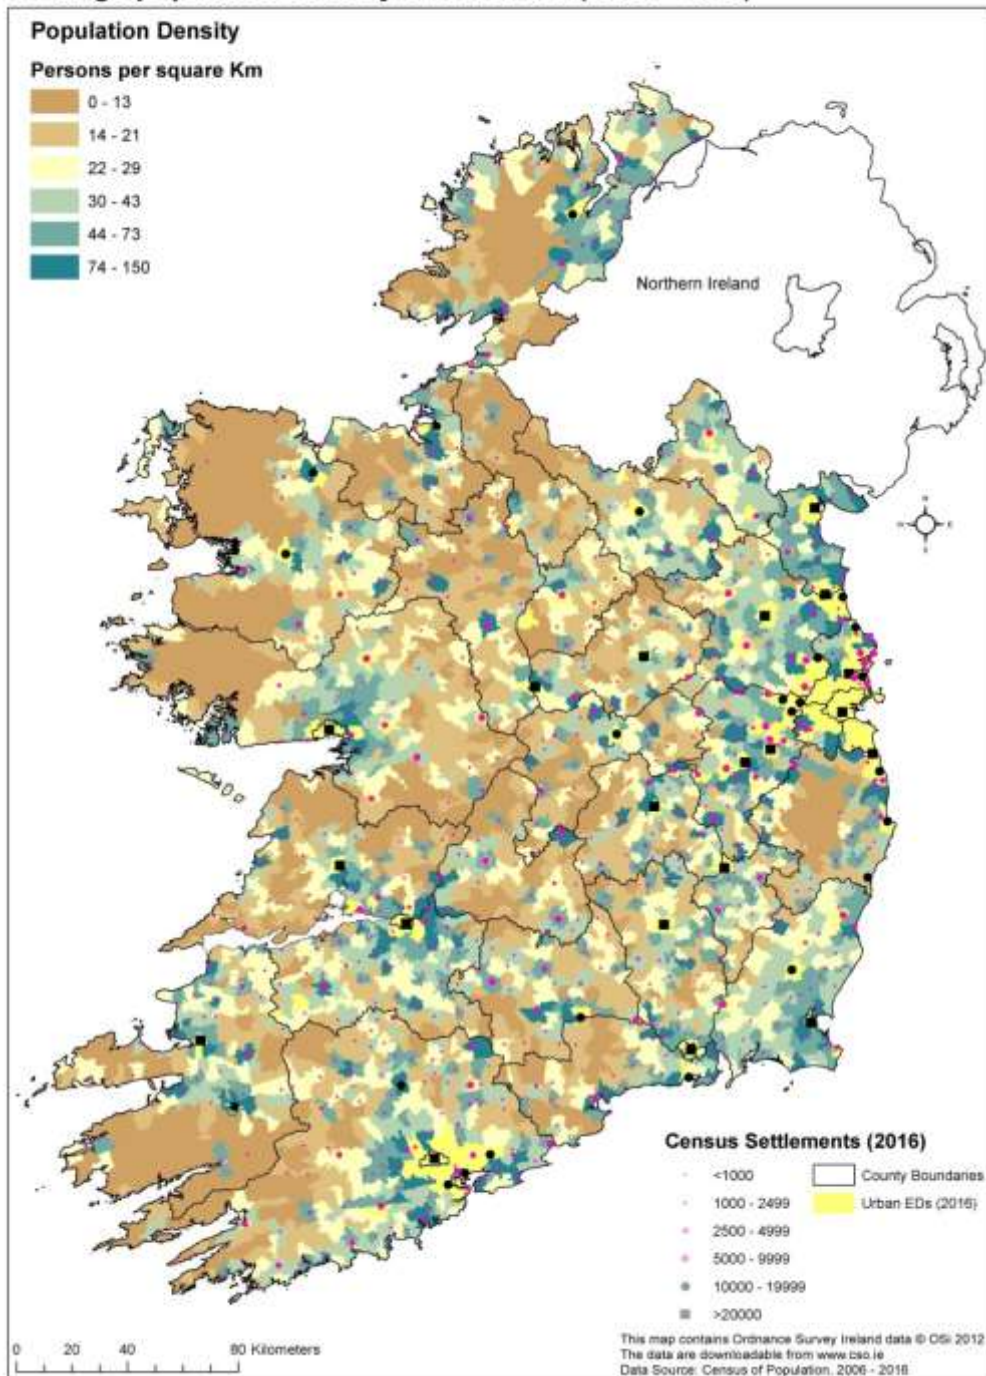 Population Density
Persons per square Km
0 - 13
14 - 21
22 - 29
30 - 43
44 - 73
74 - 150
Northern Ireland
N
W
E
S
Census Settlements (2016)
<1000
1000 - 2499
2500 - 4999
5000 - 9999
10000 - 19999
>20000
County Boundaries
Urban EDs (2016)
0 20 40 80 Kilometers
This map contains Ordnance Survey Ireland data © OSi 2012
The data are downloadable from www.cso.ie
Data Source: Census of Population, 2006 - 2016